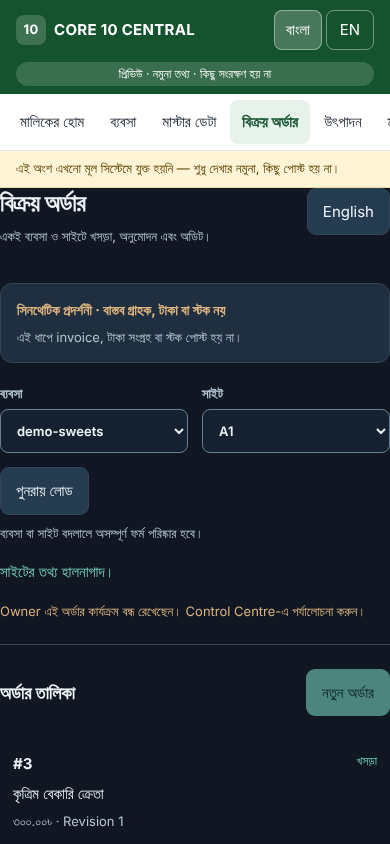 10 CORE 10 CENTRAL
বাংলা
EN
প্রিভিউ · নমুনা তথ্য · কিছু সংরক্ষণ হয় না
মালিকের হোম ব্যবসা মাস্টার ডেটা বিক্রয় অর্ডার উৎপাদন
এই অংশ এখনো মূল সিস্টেমে যুক্ত হয়নি — শুধু দেখার নমুনা, কিছু পোস্ট হয় না।
বিক্রয় অর্ডার
English
একই ব্যবসা ও সাইটে খসড়া, অনুমোদন এবং অডিট।
সিনথেটিক প্রদর্শনী · বাস্তব গ্রাহক, টাকা বা স্টক নয়
এই ধাপে invoice, টাকা সংগ্রহ বা স্টক পোস্ট হয় না।
ব্যবসা সাইট
demo-sweets A1
পুনরায় লোড
ব্যবসা বা সাইট বদলালে অসম্পূর্ণ ফর্ম পরিষ্কার হবে।
সাইটের তথ্য হালনাগাদ।
Owner এই অর্ডার কার্যক্রম বন্ধ রেখেছেন। Control Centre-এ পর্যালোচনা করুন।
অর্ডার তালিকা
নতুন অর্ডার
#3 খসড়া
কৃত্রিম বেকারি ক্রেতা
৩০০.০০৳ · Revision 1